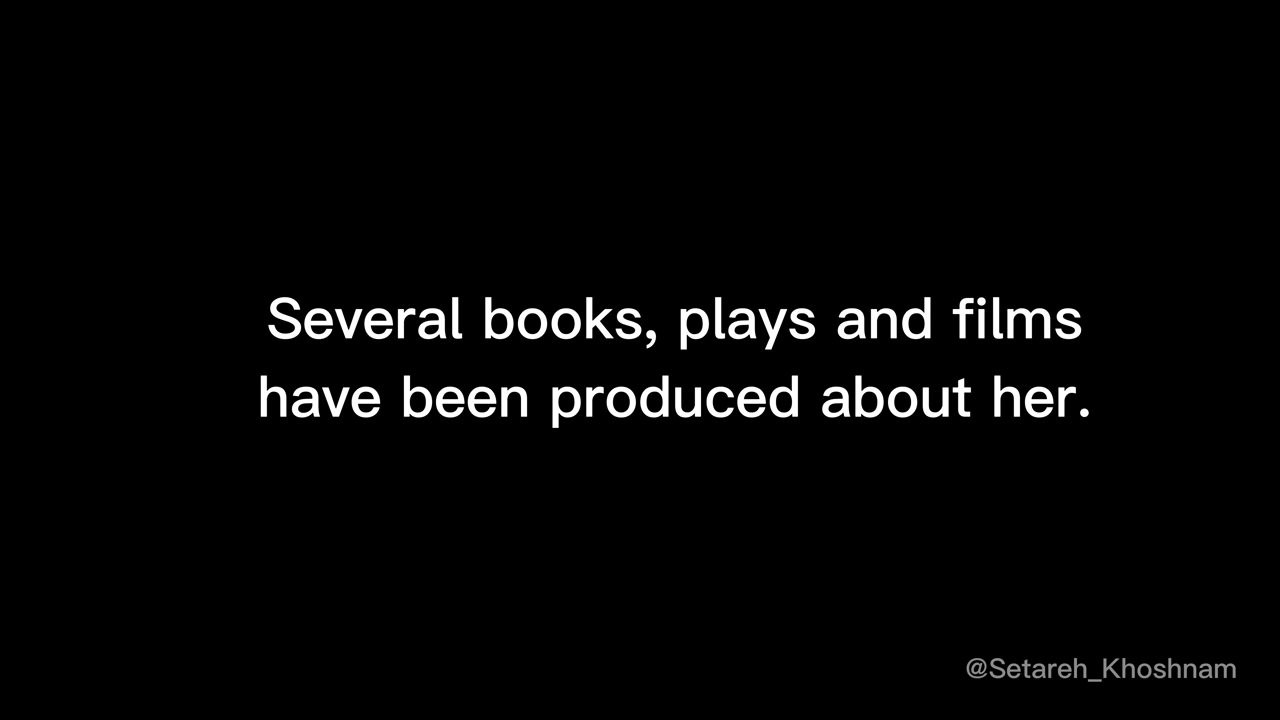 Several books, plays and films
have been produced about her.
@Setareh_Khoshnam